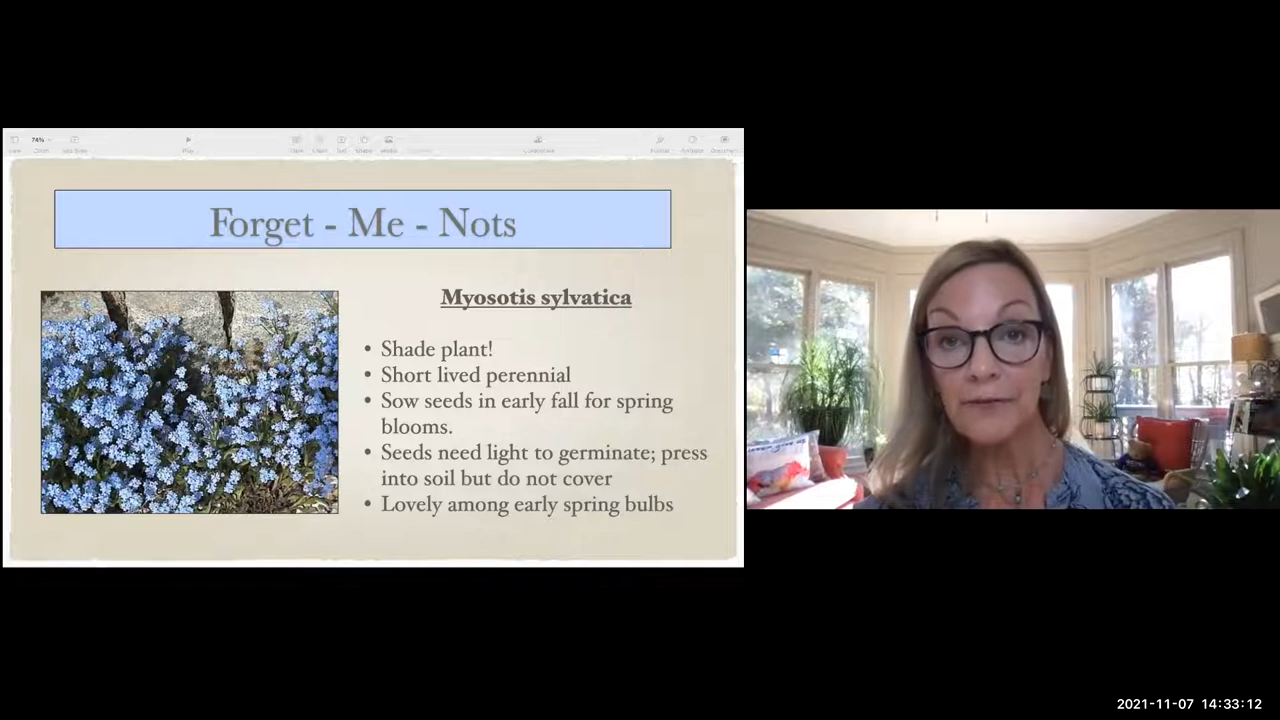 74%
Play
Forget - Me - Nots
Myosotis sylvatica
• Shade plant!
• Short lived perennial
• Sow seeds in early fall for spring
blooms.
• Seeds need light to germinate; press
into soil but do not cover
• Lovely among early spring bulbs
2021-11-07 14:33:12